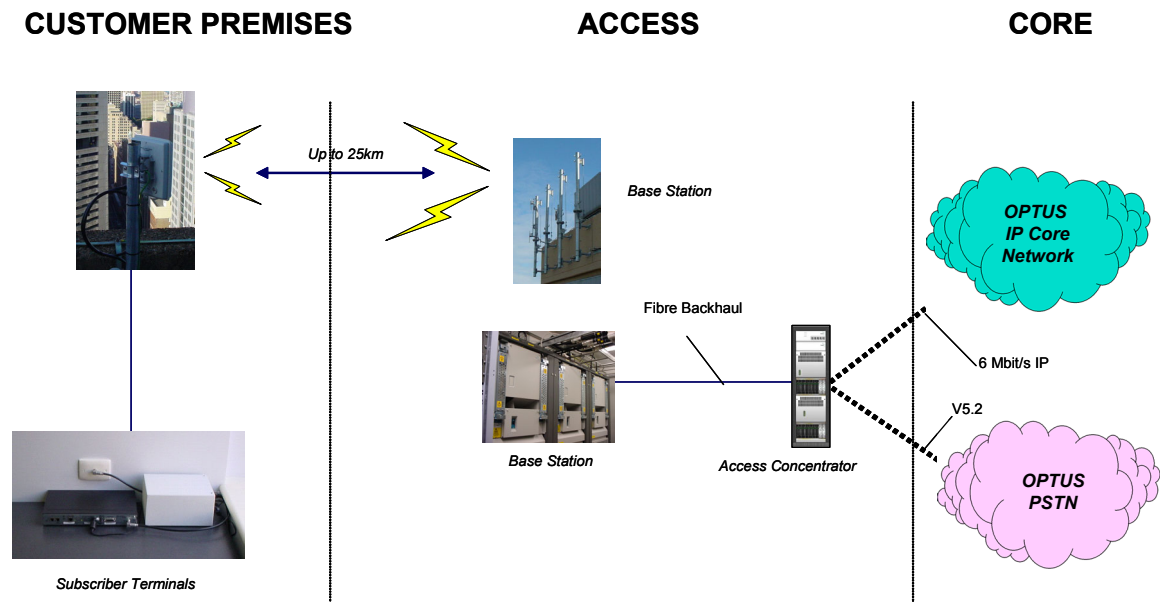 CUSTOMER PREMISES
ACCESS
CORE
Up to 25km
Base Station
OPTUS
IP Core
Network
Fibre Backhaul
6 Mbit/s IP
V5.2
Base Station
Access Concentrator
OPTUS
PSTN
Subscriber Terminals